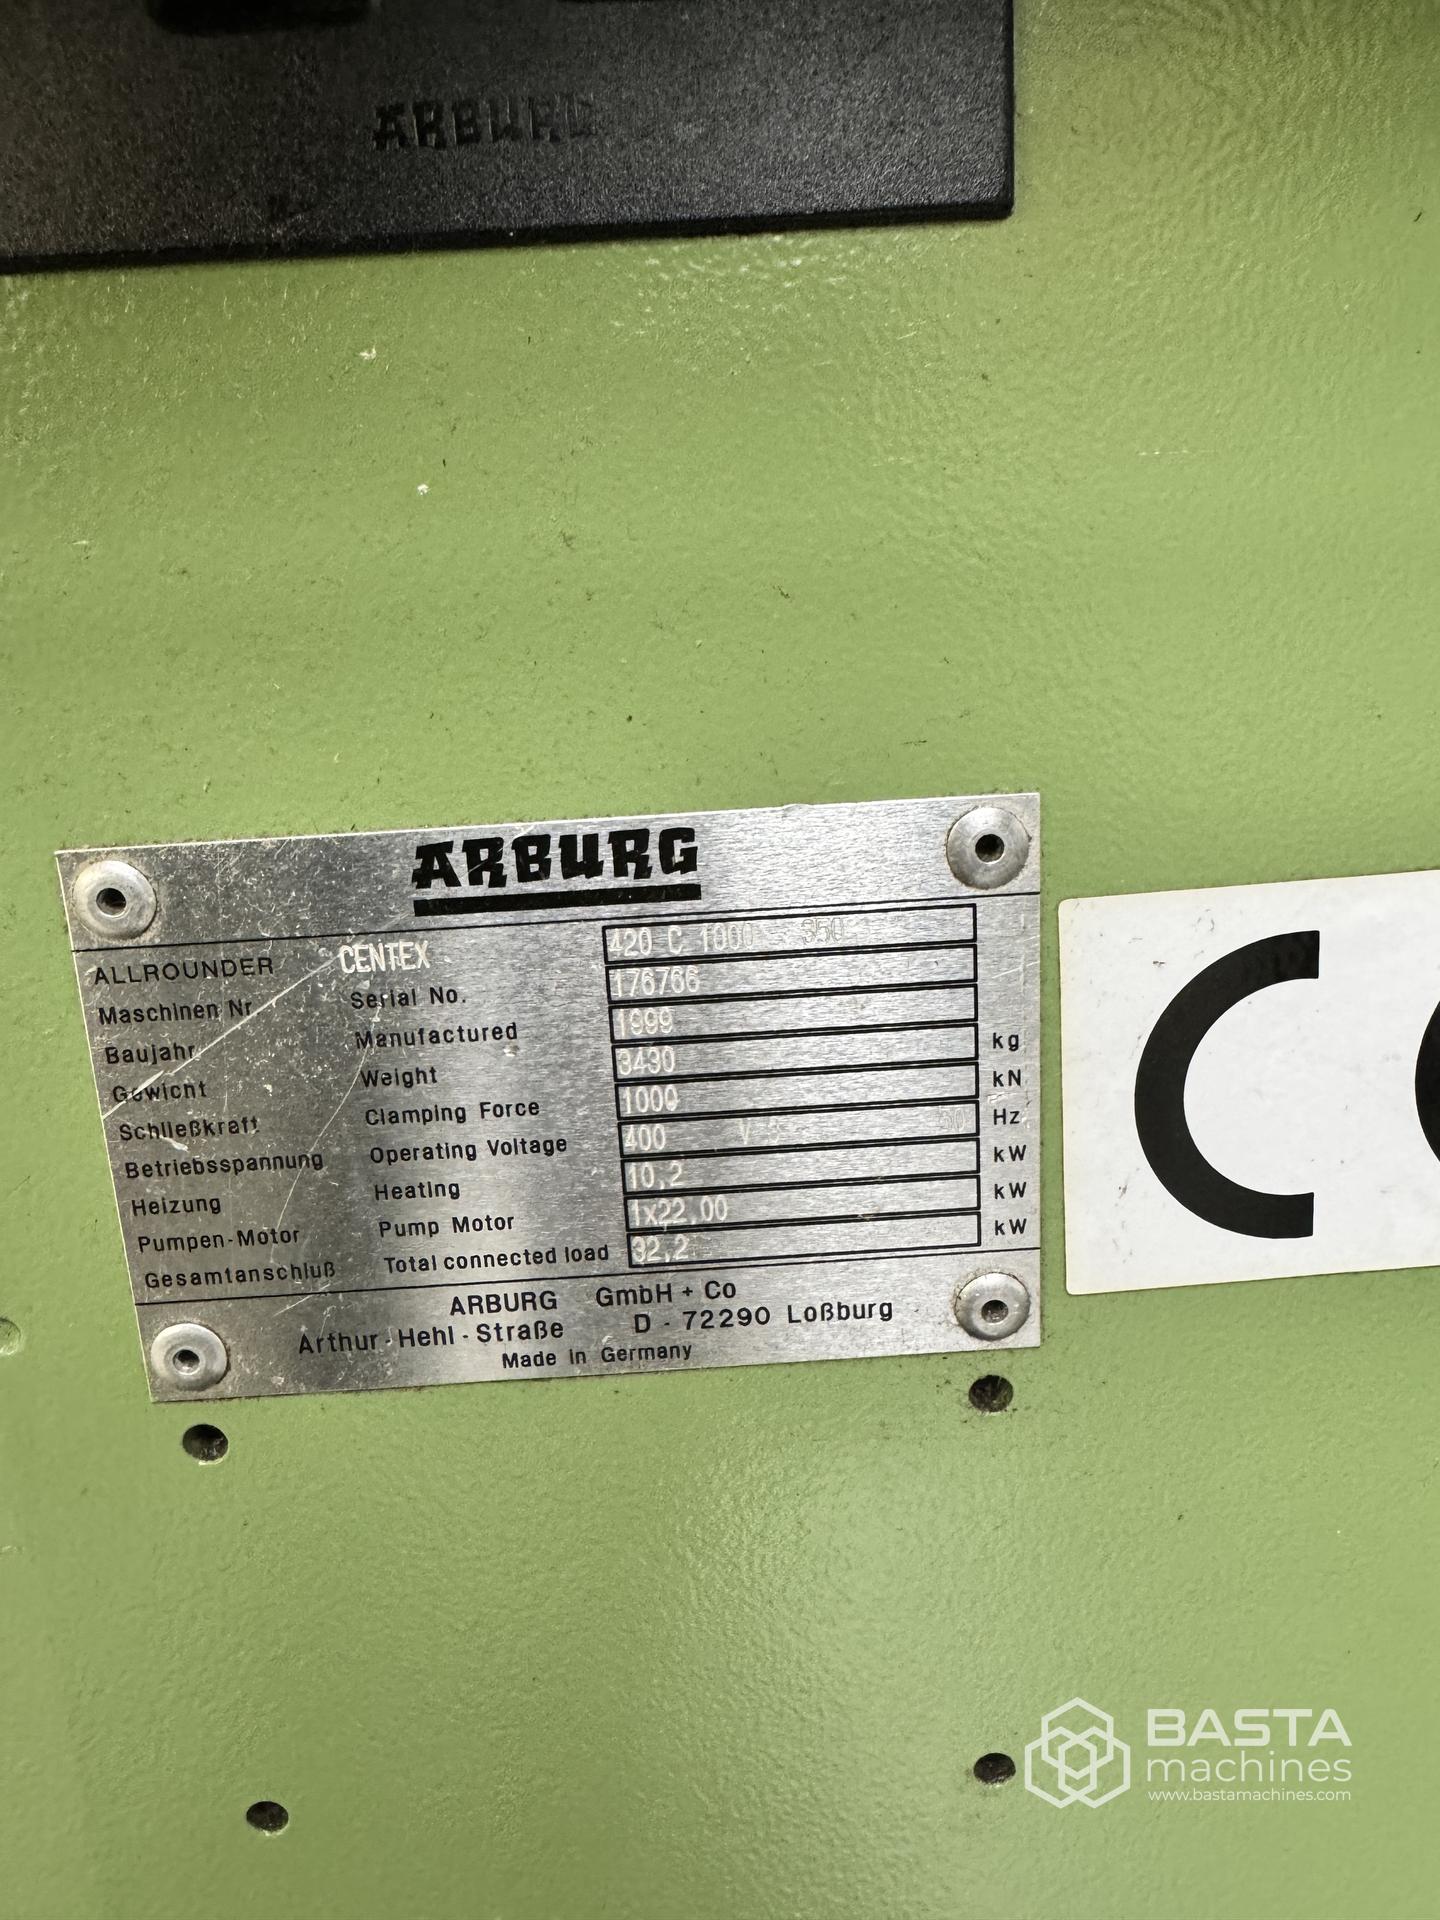 ARBURG
ARBURG
ALLROUNDER CENTEX 420 C 1000 350
Maschinen Nr Serial No. 176766
Baujahr Manufactured 1999
Gewicht Weight 3430 kg
Schließkraft Clamping Force 1000 kN
Betriebsspannung Operating Voltage 400 V 50 Hz
Heizung Heating 10,2 kW
Pumpen-Motor Pump Motor 1x22,00 kW
Gesamtanschluß Total connected load 32,2 kW
ARBURG GmbH + Co
Arthur-Hehl-Straße D-72290 Loßburg
Made in Germany
BASTA
machines
www.bastamachines.com